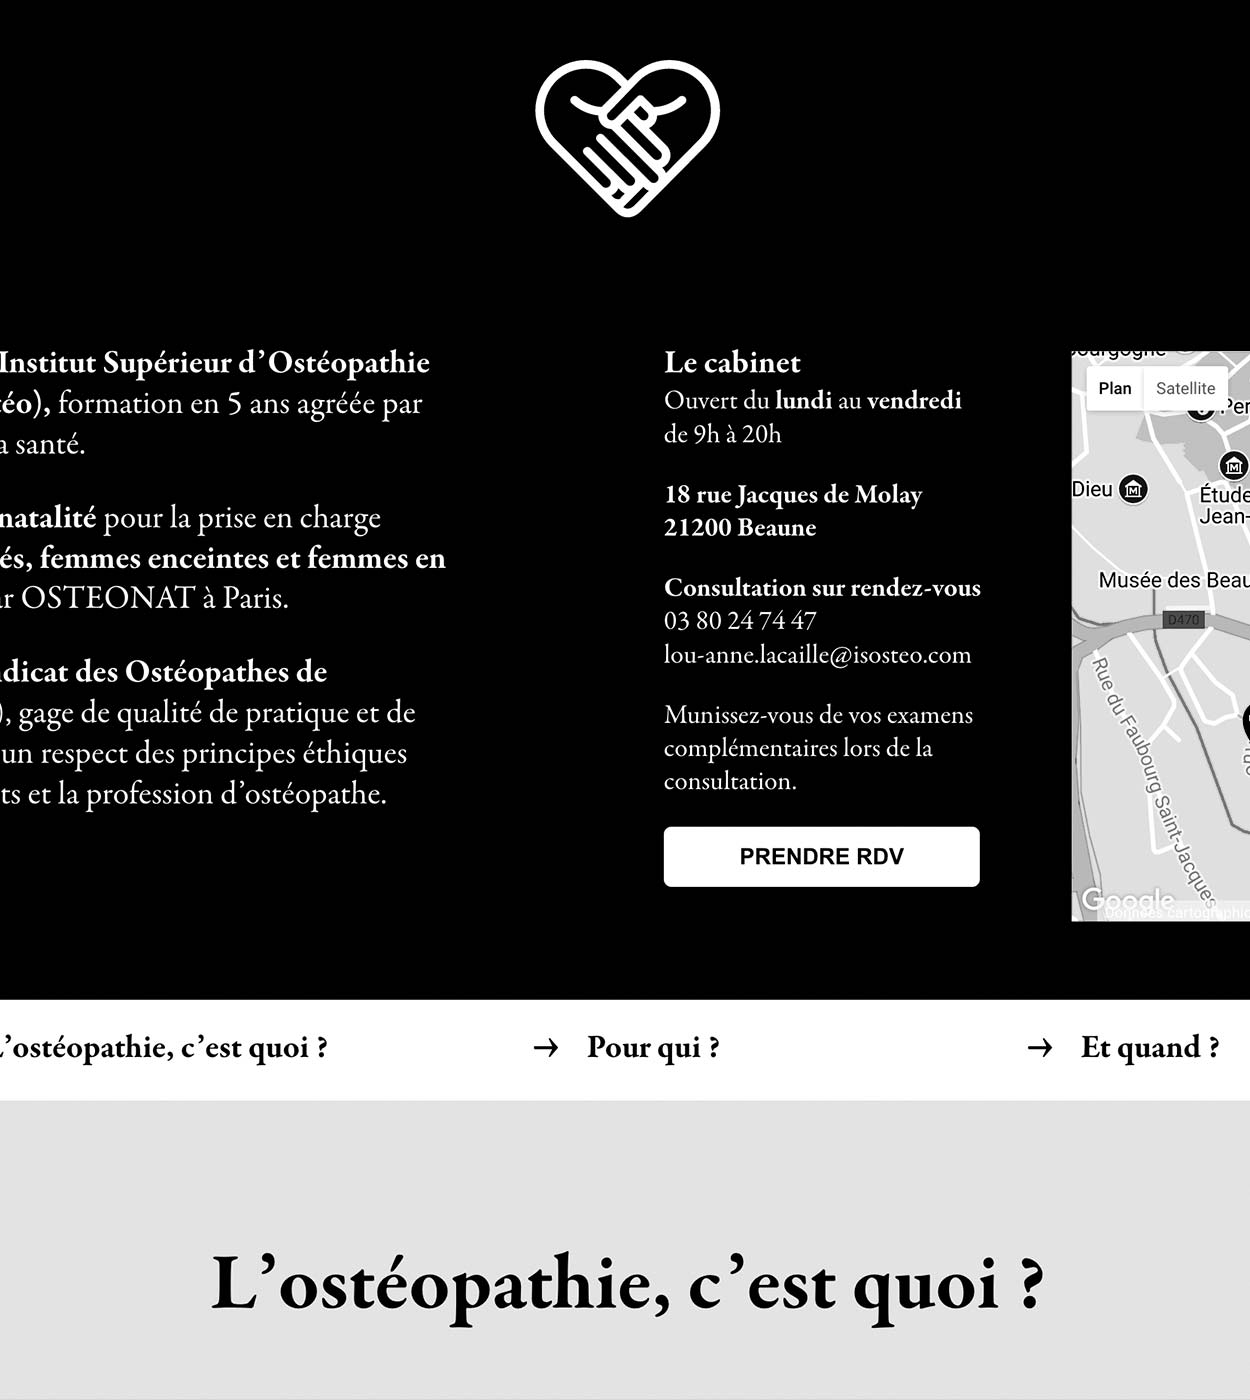 Institut Supérieur d’Ostéopathie
téo), formation en 5 ans agréée par
a santé.
natalité pour la prise en charge
és, femmes enceintes et femmes en
ar OSTEONAT à Paris.
ndicat des Ostéopathes de
), gage de qualité de pratique et de
un respect des principes éthiques
ts et la profession d’ostéopathe.
Le cabinet
Ouvert du lundi au vendredi
de 9h à 20h
18 rue Jacques de Molay
21200 Beaune
Consultation sur rendez-vous
03 80 24 74 47
lou-anne.lacaille@isosteo.com
Munissez-vous de vos examens
complémentaires lors de la
consultation.
PRENDRE RDV
Bourgogne
Plan Satellite
Per
Dieu
Étude
Jean-
Musée des Beau
D470
Rue du Faubourg Saint-Jacques
Google
Données cartographi
L’ostéopathie, c’est quoi ?
→ Pour qui ?
→ Et quand ?
L’ostéopathie, c’est quoi ?